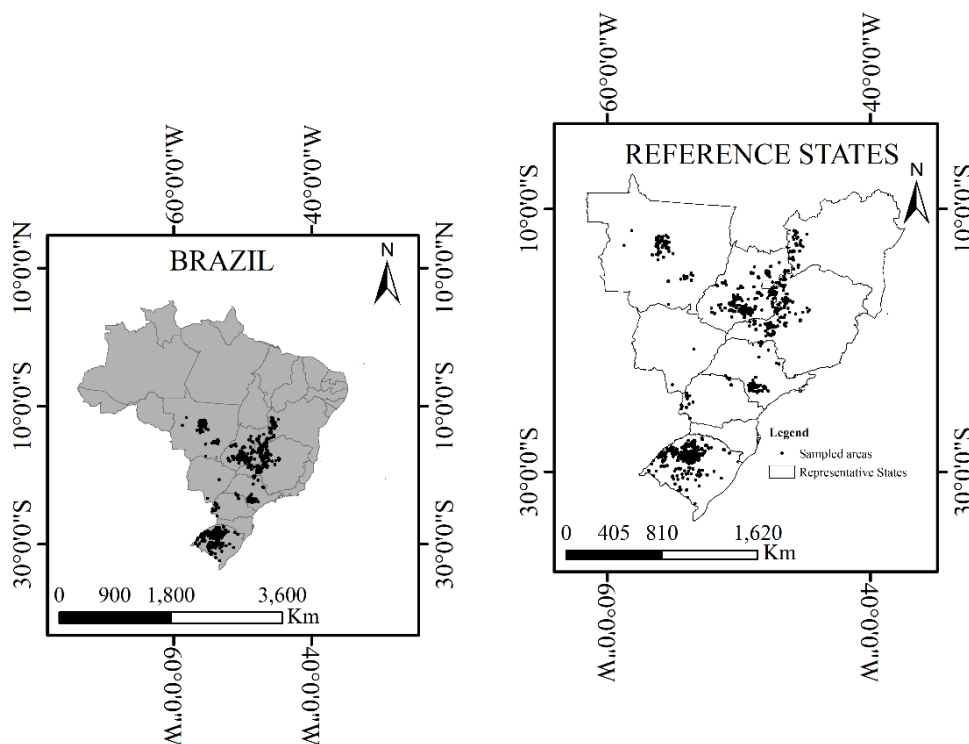 60°0'0"W
40°0'0"W
10°0'0"N
10°0'0"N
BRAZIL
N
10°0'0"S
10°0'0"S
30°0'0"S
30°0'0"S
0 900 1,800 3,600
Km
60°0'0"W
40°0'0"W
60°0'0"W
40°0'0"W
REFERENCE STATES
N
10°0'0"S
10°0'0"S
Legend
Sampled areas
Representative States
30°0'0"S
30°0'0"S
0 405 810 1,620
Km
60°0'0"W
40°0'0"W